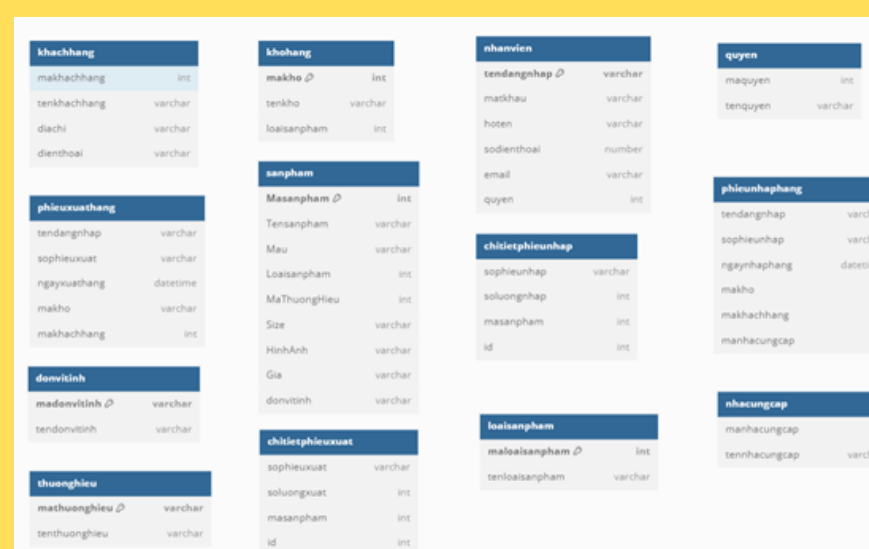 khachhang
makhachhang int
tenkhachhang varchar
diachi varchar
dienthoai varchar
phieuxuathang
tendangnhap varchar
sophieuxuat varchar
ngayxuathang datetime
makho varchar
makhachhang int
donvitinh
madonvitinh varchar
tendonvitinh varchar
thuonghieu
mathuonghieu varchar
tenthuonghieu varchar
khohang
makho int
tenkho varchar
loaisanpham int
sanpham
Masanpham int
Tensanpham varchar
Mau varchar
Loaisanpham int
MaThuongHieu int
Size varchar
HinhAnh varchar
Gia varchar
donvitinh varchar
chitietphieuxuat
sophieuxuat varchar
soluongxuat int
masanpham int
id int
nhanvien
tendangnhap varchar
matkhau varchar
hoten varchar
sodienthoai number
email varchar
quyen int
chitietphieunhap
sophieunhap varchar
soluongnhap int
masanpham int
id int
loaisanpham
maloaisanpham int
tenloaisanpham varchar
quyen
maquyen int
tenquyen varchar
phieunhaphang
tendangnhap varch
sophieunhap varch
ngaynhaphang dateti
makho
makhachhang
manhacungcap
nhacungcap
manhacungcap
tennhacungcap varch